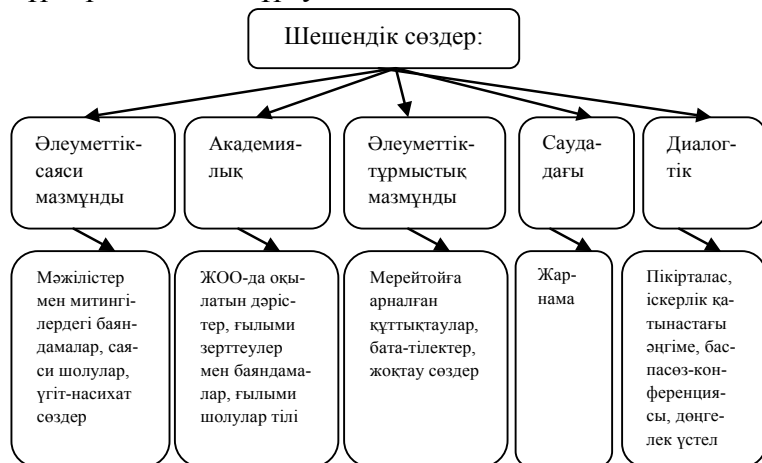 Шешендік сөздер:
Әлеуметтік-
саяси
мазмұнды
Академия-
лық
Әлеуметтік-
тұрмыстық
мазмұнды
Сауда-
дағы
Диалог-
тік
Мәжілістер
мен митингі-
лердегі баян-
дамалар, сая-
си шолулар,
үгіт-насихат
сөздер
ЖОО-да оқы-
латын дәріс-
тер, ғылыми
зерттеулер
мен баяндама-
лар, ғылыми
шолулар тілі
Мерейтойға
арналған
құттықтаулар,
бата-тілектер,
жоқтау сөздер
Жар-
нама
Пікірталас,
іскерлік қа-
тынастағы
әңгіме, бас-
пасөз-кон-
ференция-
сы, дөңге-
лек үстел